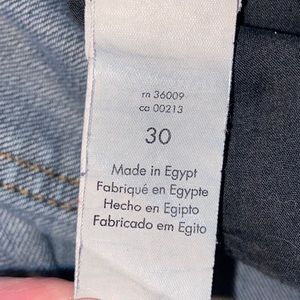 rn 36009
ca 00213
30
Made in Egypt
Fabriqué en Egypte
Hecho en Egipto
Fabricado em Egito